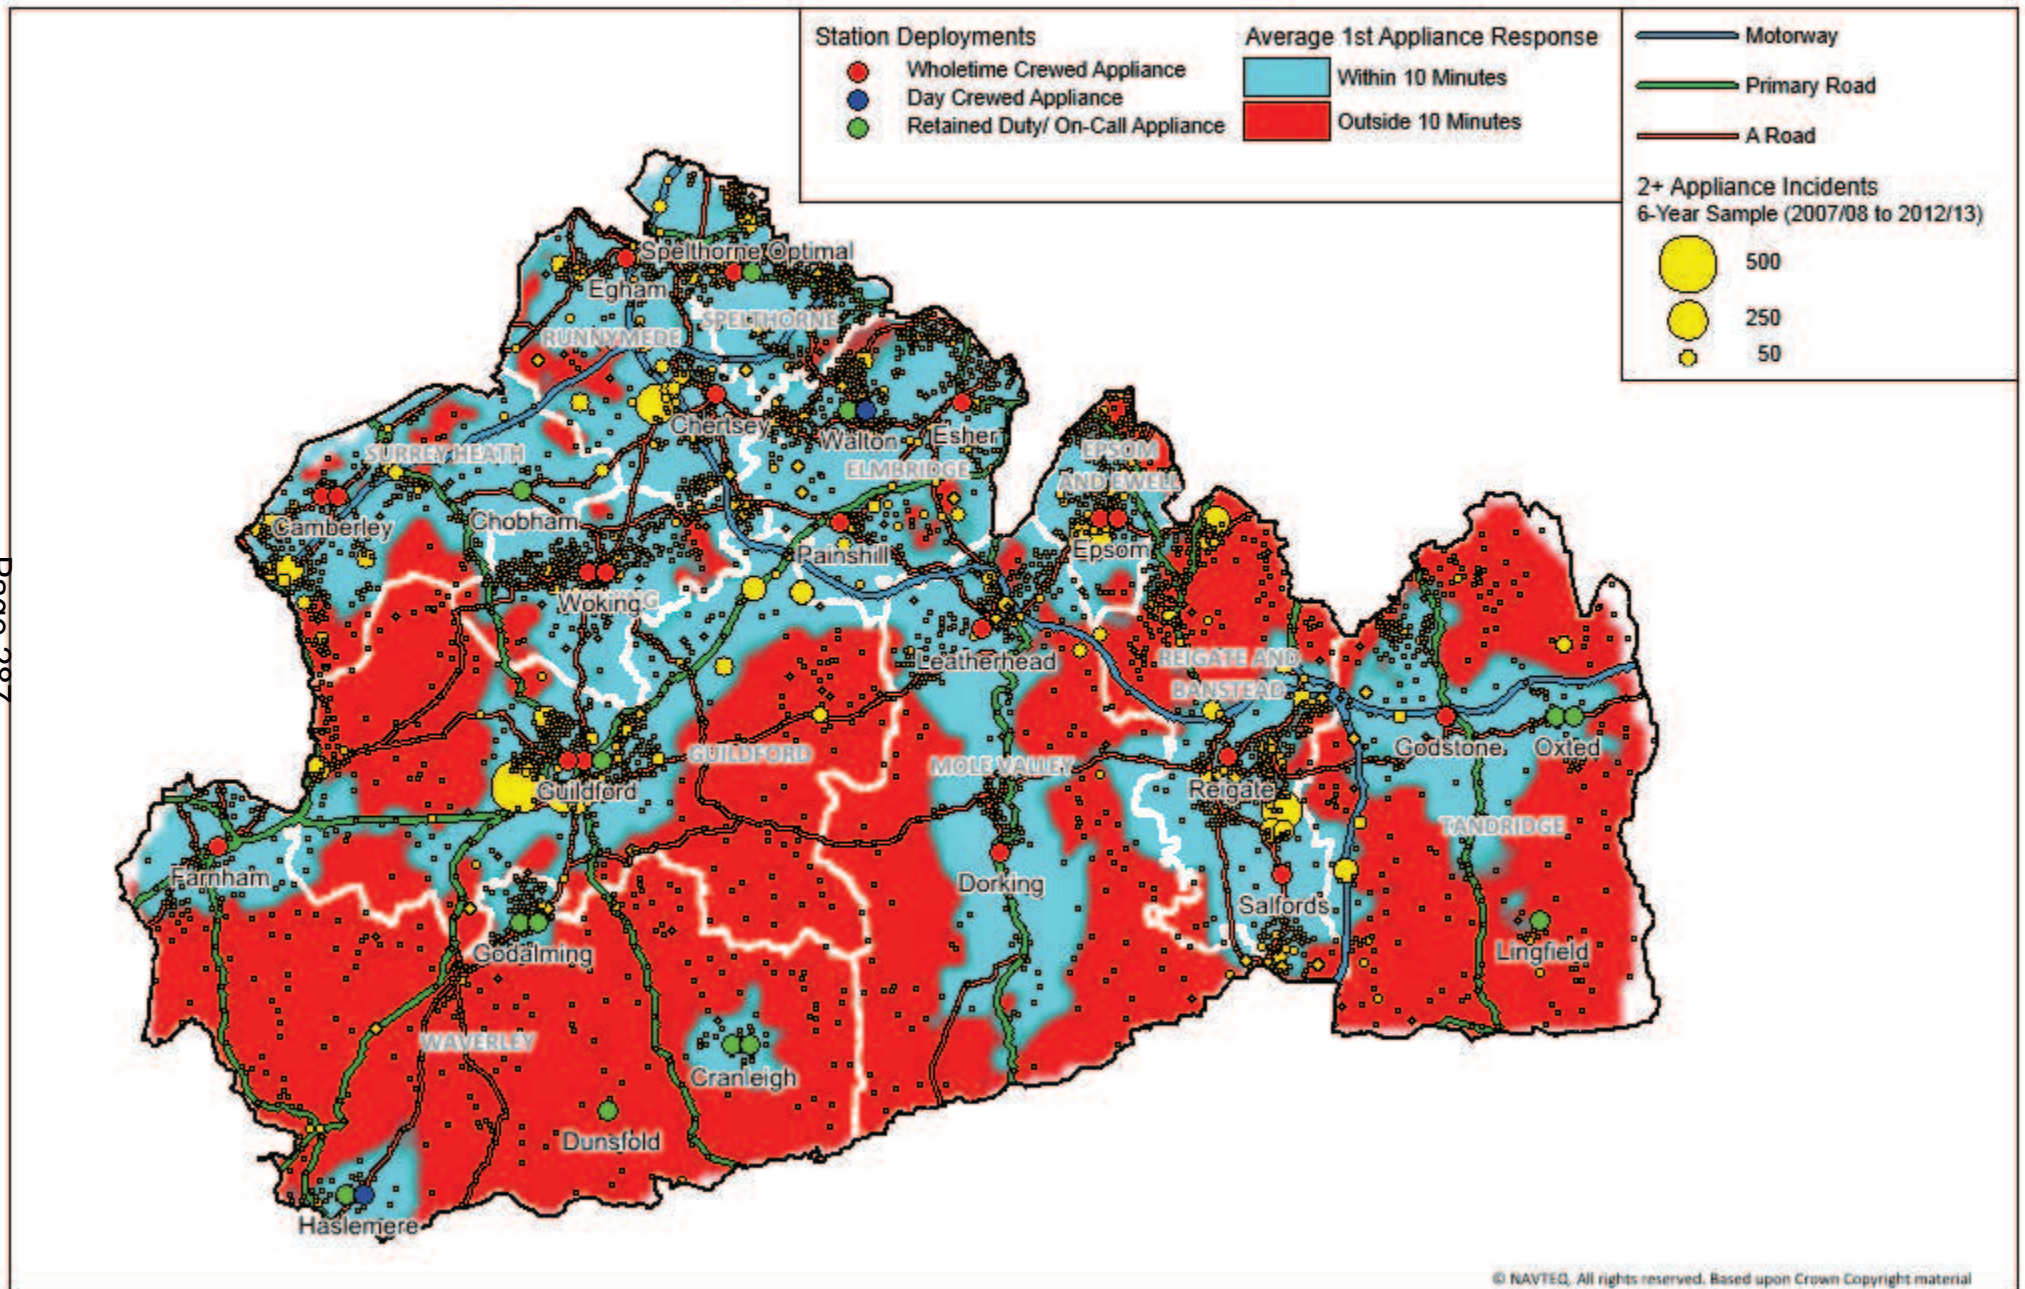 Station Deployments
Wholetime Crewed Appliance
Day Crewed Appliance
Retained Duty/ On-Call Appliance
Average 1st Appliance Response
Within 10 Minutes
Outside 10 Minutes
Motorway
Primary Road
A Road
2+ Appliance Incidents
6-Year Sample (2007/08 to 2012/13)
500
250
50
Spelthorne Optimal
Egham
SPELTHORNE
RUNNYMEDE
Chertsey
Walton
Esher
SURREY HEATH
ELMBRIDGE
EPSOM
AND EWELL
Camberley
Chobham
Painshill
Epsom
Woking
Leatherhead
REIGATE AND
BANSTEAD
GUILDFORD
MOLE VALLEY
Godstone
Oxted
Guildford
Reigate
TANDRIDGE
Farnham
Dorking
Salfords
Godalming
Lingfield
WAVERLEY
Cranleigh
Dunsfold
Haslemere
© NAVTEQ. All rights reserved. Based upon Crown Copyright material